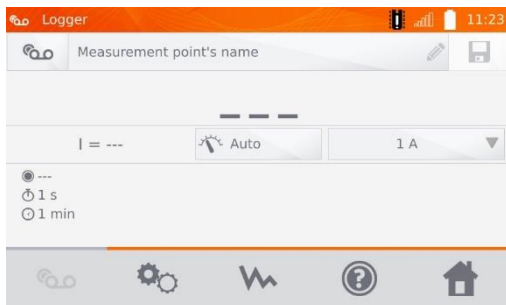 Logger 11:23
Measurement point's name
---
I = --- Auto 1 A
---
1 s
1 min